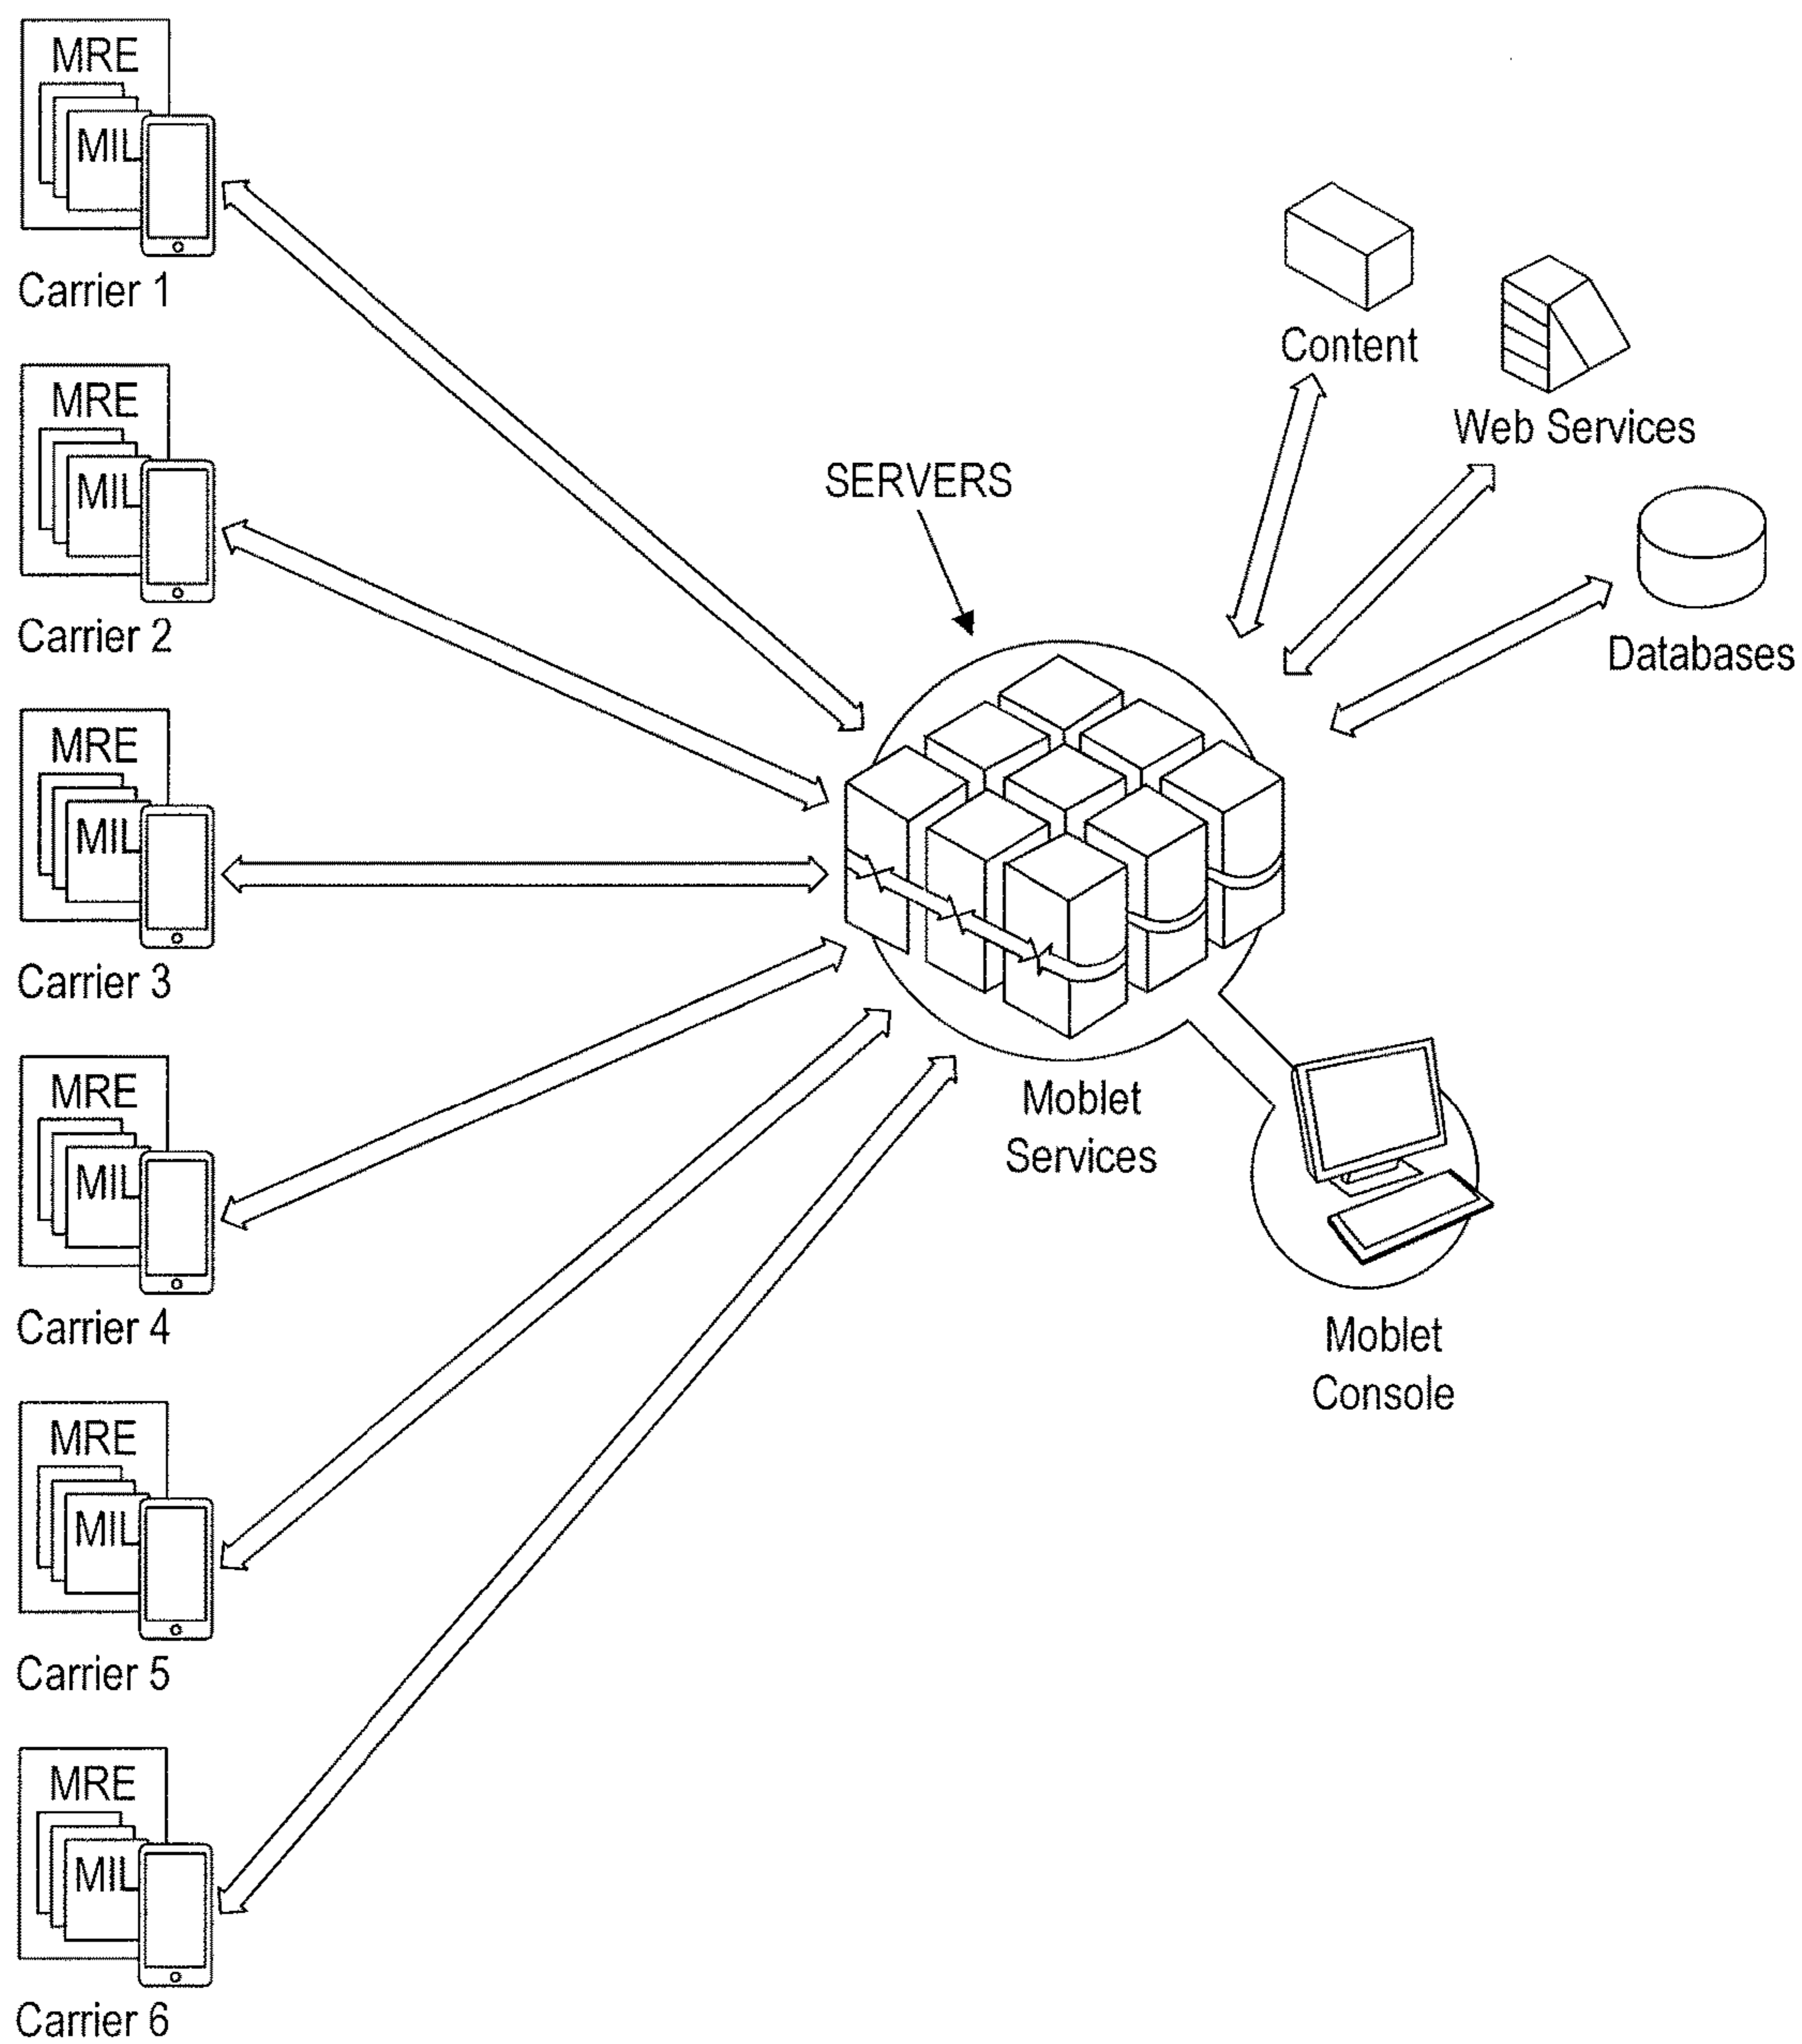 MRE
MIL
Carrier 1
MRE
MIL
Carrier 2
MRE
MIL
Carrier 3
MRE
MIL
Carrier 4
MRE
MIL
Carrier 5
MRE
MIL
Carrier 6
SERVERS
Content
Web Services
Databases
Moblet
Services
Moblet
Console